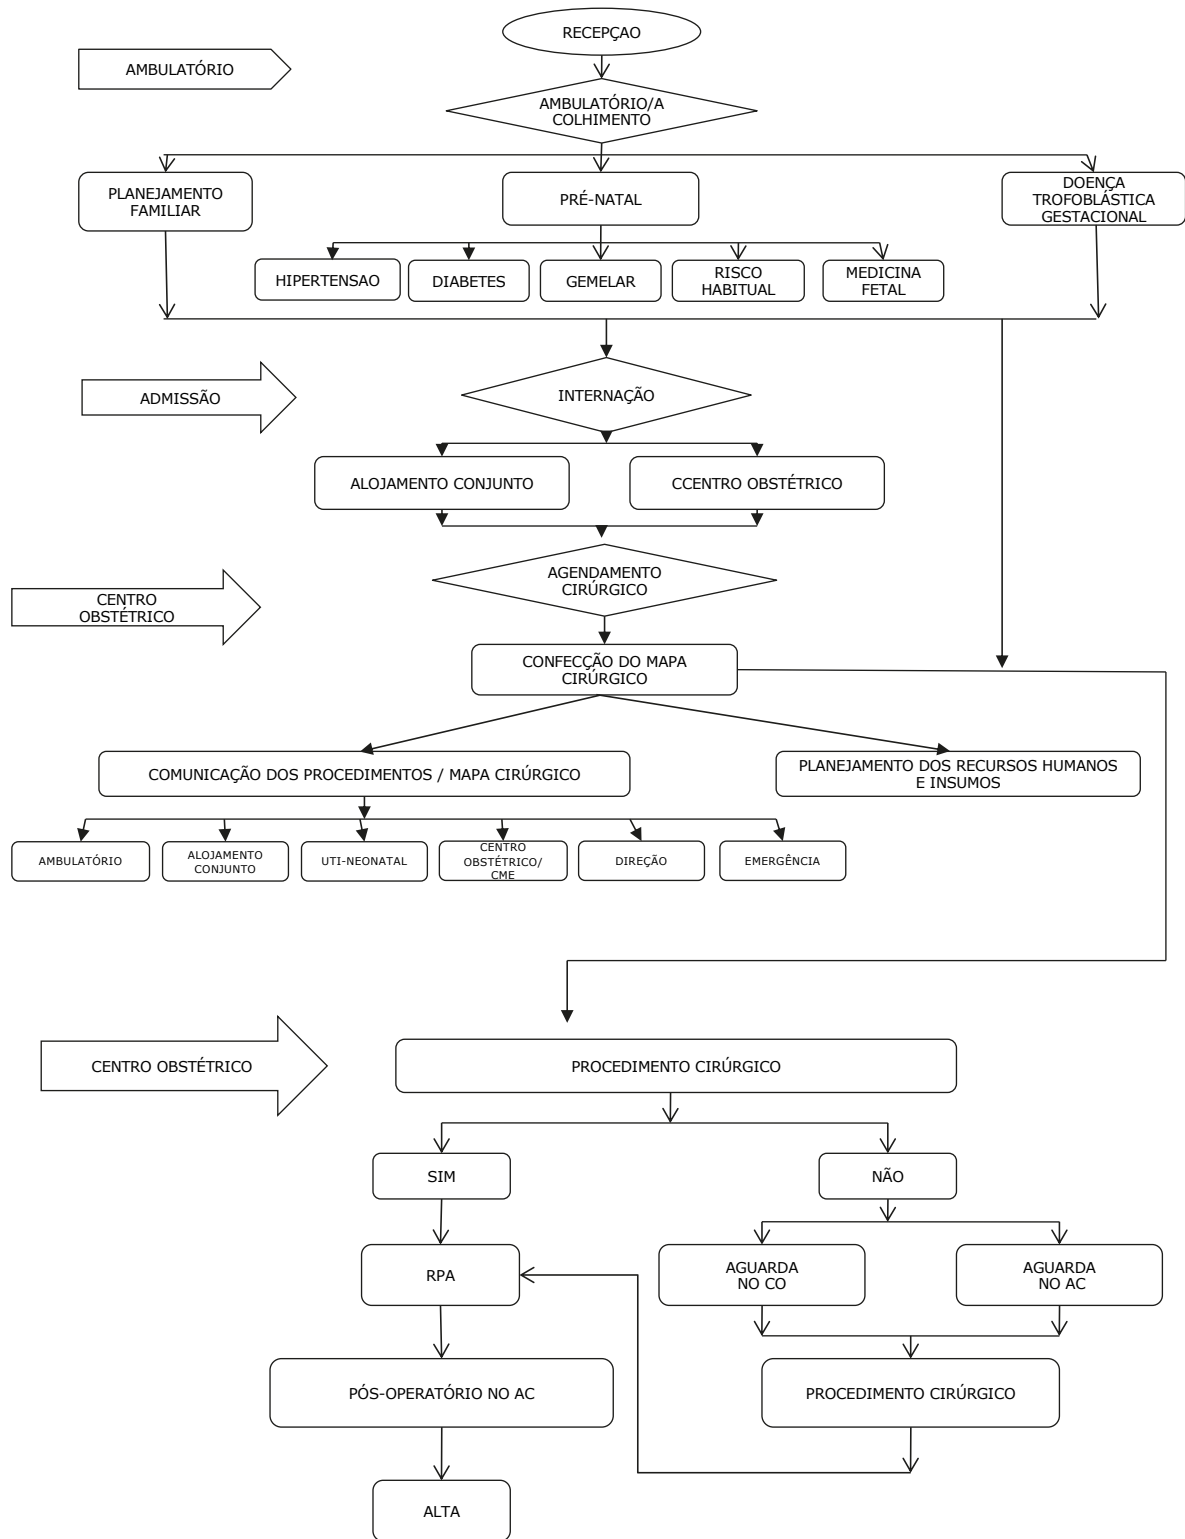 RECEPÇAO
AMBULATÓRIO
AMBULATÓRIO/A
COLHIMENTO
PLANEJAMENTO
FAMILIAR
PRÉ-NATAL
DOENÇA
TROFOBLÁSTICA
GESTACIONAL
HIPERTENSAO
DIABETES
GEMELAR
RISCO
HABITUAL
MEDICINA
FETAL
ADMISSÃO
INTERNAÇÃO
ALOJAMENTO CONJUNTO
CCENTRO OBSTÉTRICO
CENTRO
OBSTÉTRICO
AGENDAMENTO
CIRÚRGICO
CONFECÇÃO DO MAPA
CIRÚRGICO
COMUNICAÇÃO DOS PROCEDIMENTOS / MAPA CIRÚRGICO
PLANEJAMENTO DOS RECURSOS HUMANOS
E INSUMOS
AMBULATÓRIO
ALOJAMENTO
CONJUNTO
UTI-NEONATAL
CENTRO
OBSTÉTRICO/
CME
DIREÇÃO
EMERGÊNCIA
CENTRO OBSTÉTRICO
PROCEDIMENTO CIRÚRGICO
SIM
NÃO
RPA
AGUARDA
NO CO
AGUARDA
NO AC
PÓS-OPERATÓRIO NO AC
PROCEDIMENTO CIRÚRGICO
ALTA